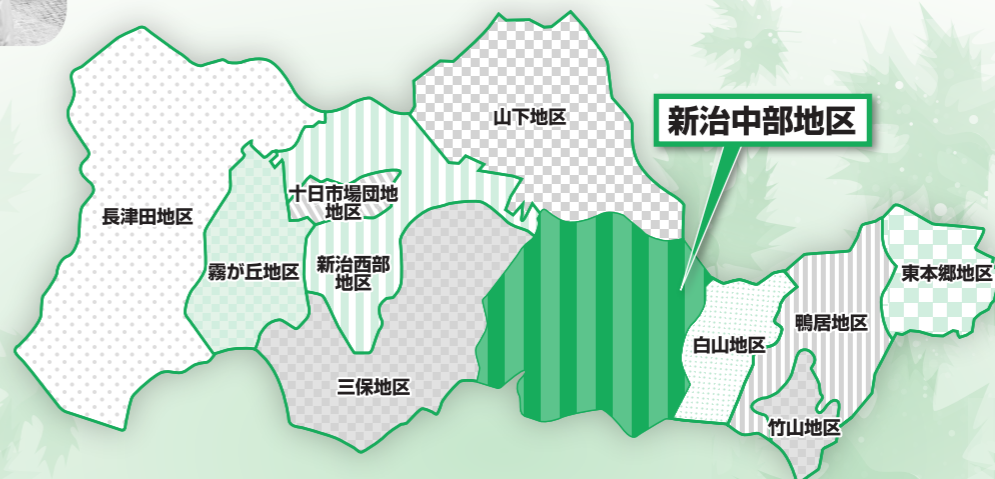 山下地区
新治中部地区
長津田地区
十日市場団地
地区
霧が丘地区
新治西部
地区
東本郷地区
鴨居地区
白山地区
三保地区
竹山地区